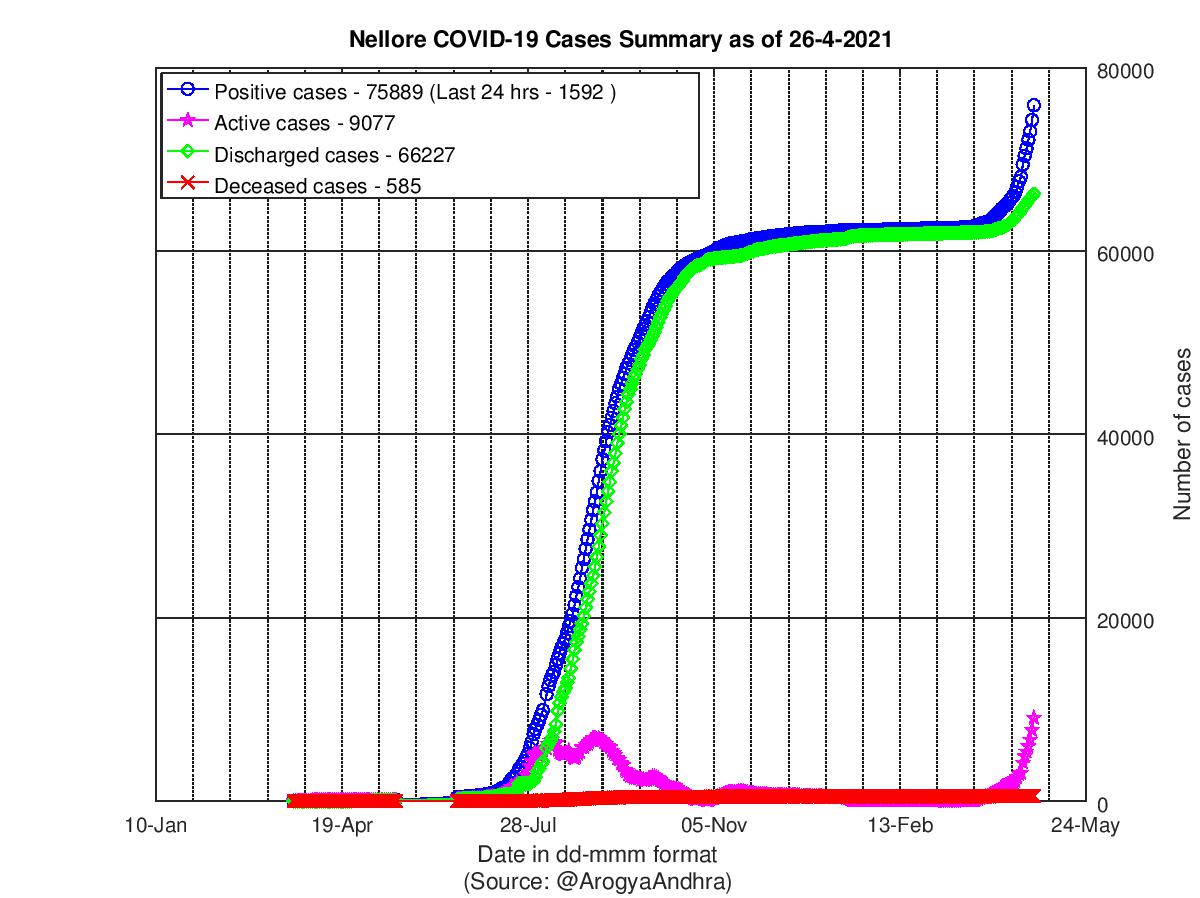 Nellore COVID-19 Cases Summary as of 26-4-2021
Positive cases - 75889 (Last 24 hrs - 1592 )
Active cases - 9077
Discharged cases - 66227
Deceased cases - 585
80000
60000
40000
20000
0
Number of cases
10-Jan 19-Apr 28-Jul 05-Nov 13-Feb 24-May
Date in dd-mmm format
(Source: @ArogyaAndhra)